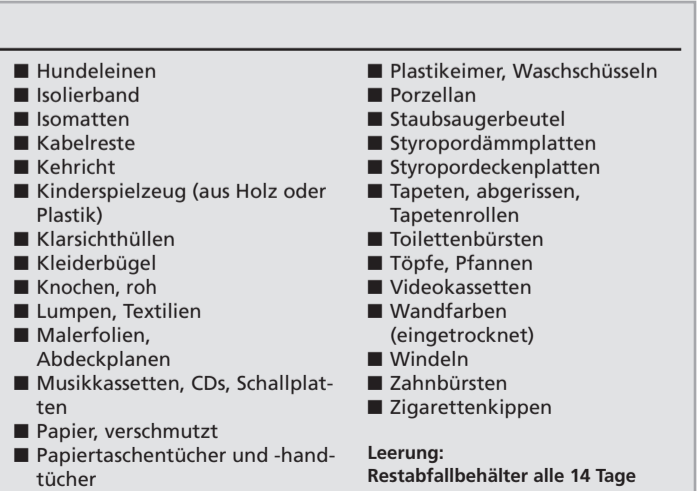 ■ Hundeleinen
■ Isolierband
■ Isomatten
■ Kabelreste
■ Kehricht
■ Kinderspielzeug (aus Holz oder
Plastik)
■ Klarsichthüllen
■ Kleiderbügel
■ Knochen, roh
■ Lumpen, Textilien
■ Malerfolien,
Abdeckplanen
■ Musikkassetten, CDs, Schallplat-
ten
■ Papier, verschmutzt
■ Papiertaschentücher und -hand-
tücher
■ Plastikeimer, Waschschüsseln
■ Porzellan
■ Staubsaugerbeutel
■ Styropordämmplatten
■ Styropordeckenplatten
■ Tapeten, abgerissen,
Tapetenrollen
■ Toilettenbürsten
■ Töpfe, Pfannen
■ Videokassetten
■ Wandfarben
(eingetrocknet)
■ Windeln
■ Zahnbürsten
■ Zigarettenkippen
Leerung:
Restabfallbehälter alle 14 Tage